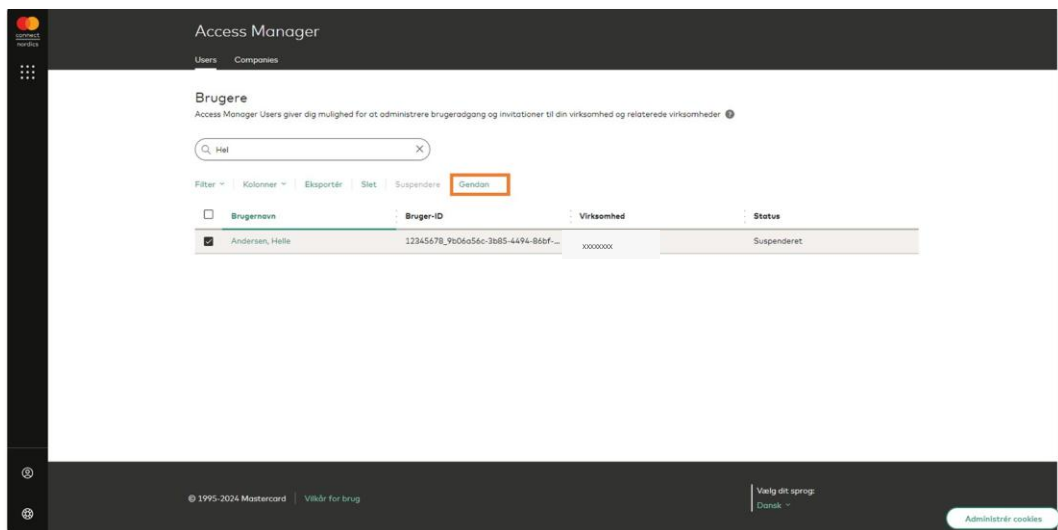 connect
nordics
Access Manager
Users Companies
Brugere
Access Manager Users giver dig mulighed for at administrere brugeradgang og invitationer til din virksomhed og relaterede virksomheder ?
Hel
Filter Kolonner Eksportér Slet Suspendere Gendan
Brugernavn Bruger-ID Virksomhed Status
Andersen, Helle 12345678_9b06a56c-3b85-4494-86bf-... xxxxxxxx Suspenderet
© 1995-2024 Mastercard Vilkår for brug
Vælg dit sprog:
Dansk
Administrér cookies